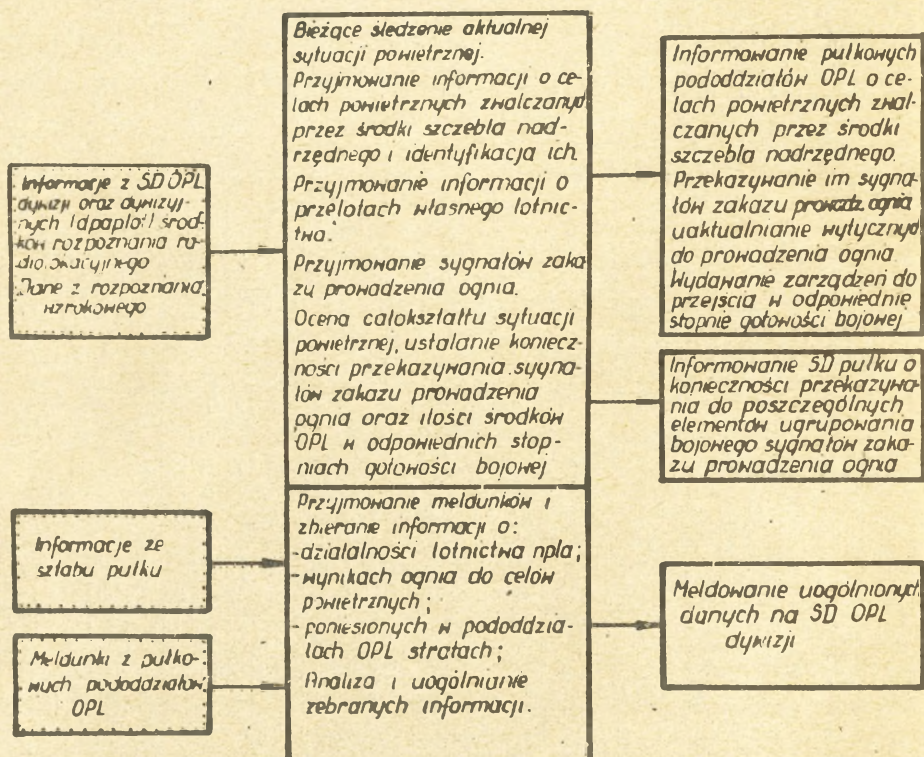 Informacje z SD OPL
dywizji oraz dywizyj-
nych (dpaplot) środ-
ków rozpoznania ra-
diolokacyjnego
Dane z rozpoznania
wzrokowego
Informacje ze
sztabu pułku
Meldunki z pułko-
wych pododdziałów
OPL
Bieżące śledzenie aktualnej
sytuacji powietrznej.
Przyjmowanie informacji o ce-
lach powietrznych zwalczanych
przez środki szczebla nad-
rzędnego i identyfikacja ich.
Przyjmowanie informacji o
przelotach własnego lotnic-
twa.
Przyjmowanie sygnałów zaka-
zu prowadzenia ognia.
Ocena całokształtu sytuacji
powietrznej, ustalanie koniecz-
ności przekazywania sygna-
łów zakazu prowadzenia
ognia oraz ilości środków
OPL w odpowiednich stop-
niach gotowości bojowej
Przyjmowanie meldunków i
zbieranie informacji o:
-działalności lotnictwa npla;
-wynikach ognia do celów
powietrznych;
-poniesionych w pododdzia-
łach OPL stratach;
Analiza i uogólnianie
zebranych informacji.
Informowanie pułkowych
pododdziałów OPL o ce-
lach powietrznych zwal-
czanych przez środki
szczebla nadrzędnego.
Przekazywanie im sygna-
łów zakazu prowadz. ognia
uaktualnianie wytycznych
do prowadzenia ognia
Wydawanie zarządzeń do
przejścia w odpowiednie
stopnie gotowości bojowej
Informowanie SD pułku o
konieczności przekazywa-
nia do poszczególnych
elementów ugrupowania
bojowego sygnałów zaka-
zu prowadzenia ognia
Meldowanie uogólnionych
danych na SD OPL
dywizji